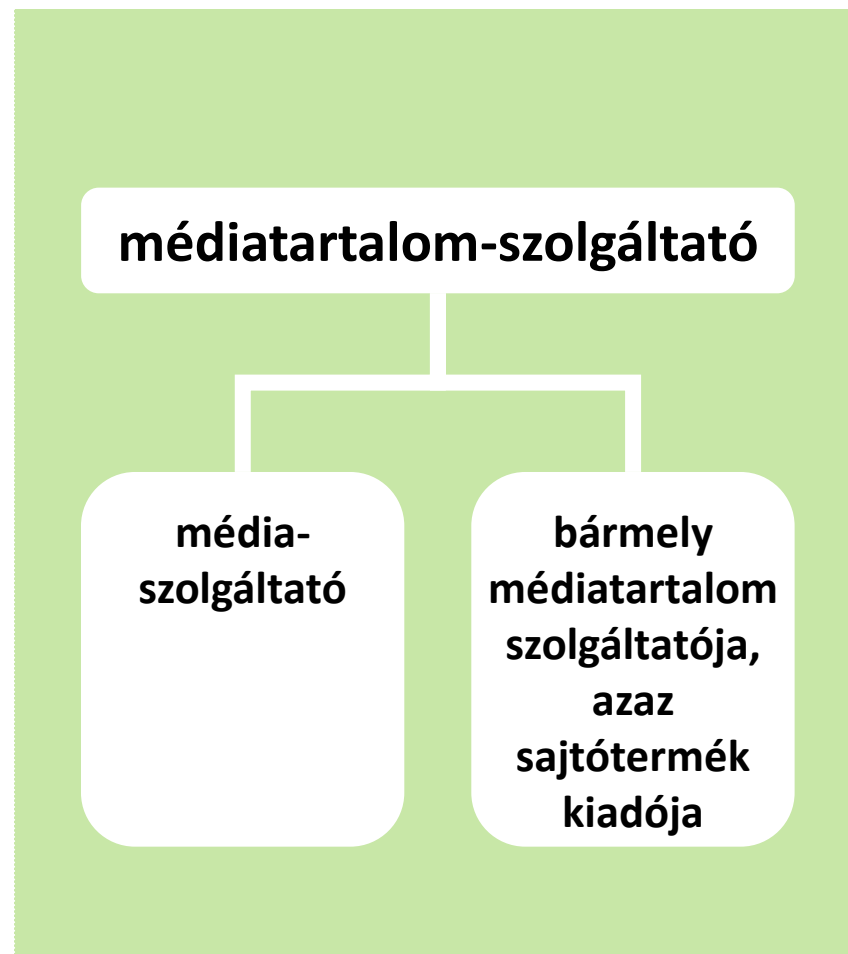 médiatartalom-szolgáltató
média-
szolgáltató
bármely
médiatartalom
szolgáltatója,
azaz
sajtótermék
kiadója